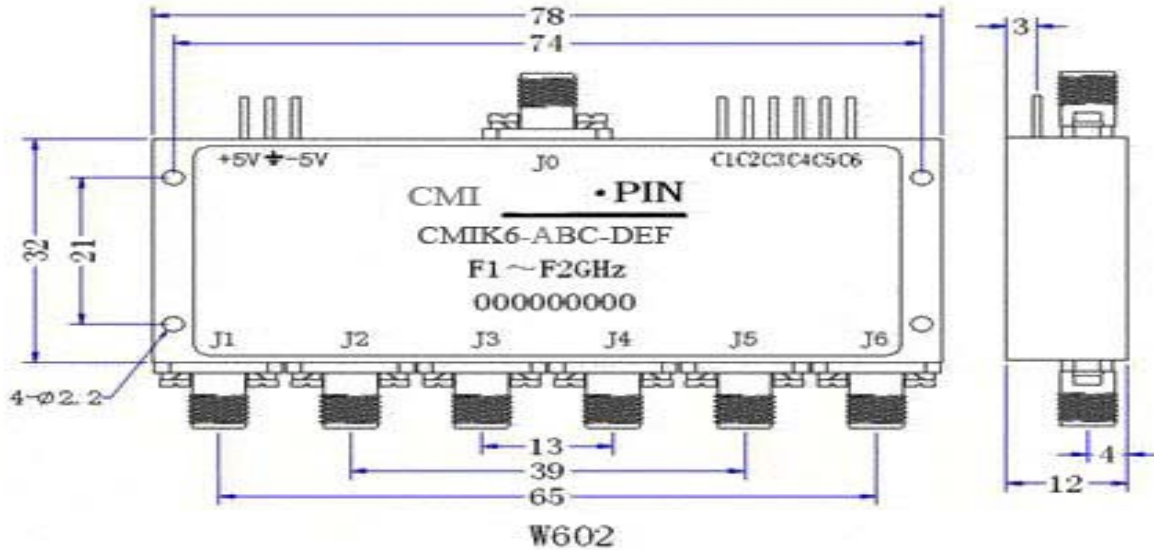 78
74
3
+5V ⏚ -5V
J0
C1C2C3C4C5C6
CMI •PIN
CMIK6-ABC-DEF
F1～F2GHz
000000000
32
21
J1 J2 J3 J4 J5 J6
4-Ø2.2
13
39
65
4
12
W602